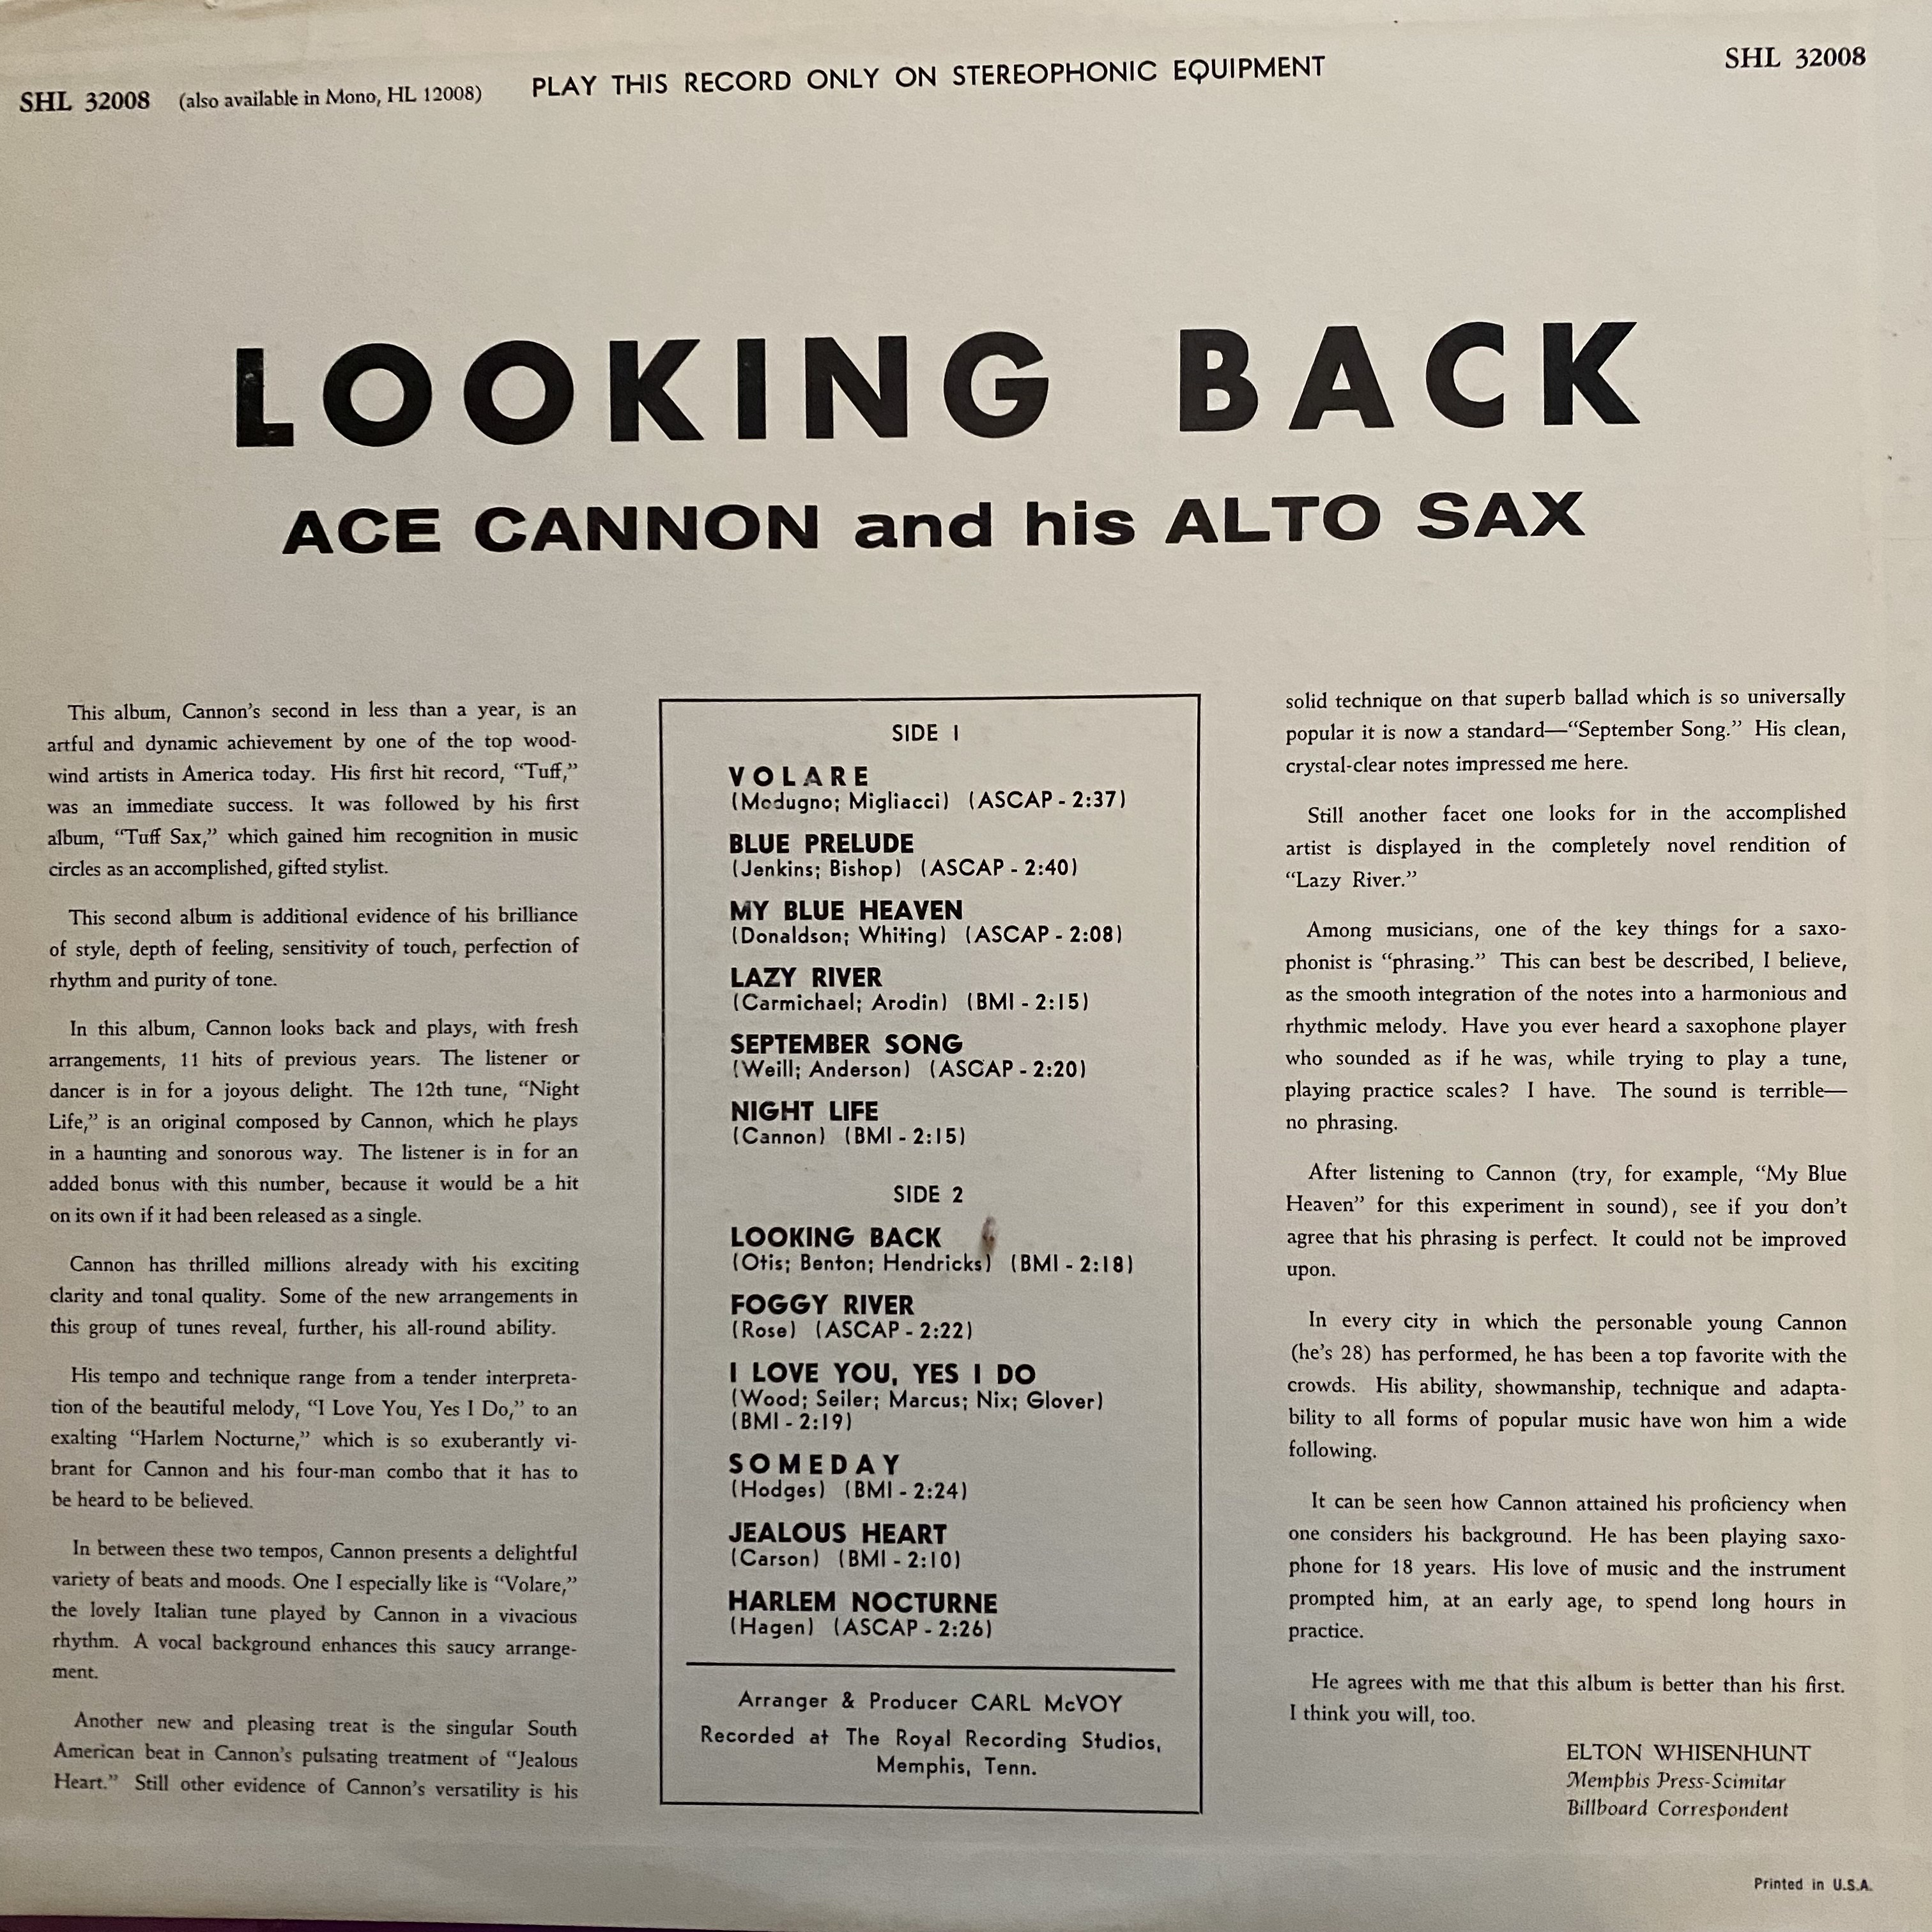 SHL 32008 (also available in Mono, HL 12008) PLAY THIS RECORD ONLY ON STEREOPHONIC EQUIPMENT SHL 32008
LOOKING BACK
ACE CANNON and his ALTO SAX
This album, Cannon's second in less than a year, is an
artful and dynamic achievement by one of the top wood-
wind artists in America today. His first hit record, "Tuff,"
was an immediate success. It was followed by his first
album, "Tuff Sax," which gained him recognition in music
circles as an accomplished, gifted stylist.
This second album is additional evidence of his brilliance
of style, depth of feeling, sensitivity of touch, perfection of
rhythm and purity of tone.
In this album, Cannon looks back and plays, with fresh
arrangements, 11 hits of previous years. The listener or
dancer is in for a joyous delight. The 12th tune, "Night
Life," is an original composed by Cannon, which he plays
in a haunting and sonorous way. The listener is in for an
added bonus with this number, because it would be a hit
on its own if it had been released as a single.
Cannon has thrilled millions already with his exciting
clarity and tonal quality. Some of the new arrangements in
this group of tunes reveal, further, his all-round ability.
His tempo and technique range from a tender interpreta-
tion of the beautiful melody, "I Love You, Yes I Do," to an
exalting "Harlem Nocturne," which is so exuberantly vi-
brant for Cannon and his four-man combo that it has to
be heard to be believed.
In between these two tempos, Cannon presents a delightful
variety of beats and moods. One I especially like is "Volare,"
the lovely Italian tune played by Cannon in a vivacious
rhythm. A vocal background enhances this saucy arrange-
ment.
Another new and pleasing treat is the singular South
American beat in Cannon's pulsating treatment of "Jealous
Heart." Still other evidence of Cannon's versatility is his
SIDE 1
VOLARE
(Modugno; Migliacci) (ASCAP - 2:37)
BLUE PRELUDE
(Jenkins; Bishop) (ASCAP - 2:40)
MY BLUE HEAVEN
(Donaldson; Whiting) (ASCAP - 2:08)
LAZY RIVER
(Carmichael; Arodin) (BMI - 2:15)
SEPTEMBER SONG
(Weill; Anderson) (ASCAP - 2:20)
NIGHT LIFE
(Cannon) (BMI - 2:15)
SIDE 2
LOOKING BACK
(Otis; Benton; Hendricks) (BMI - 2:18)
FOGGY RIVER
(Rose) (ASCAP - 2:22)
I LOVE YOU, YES I DO
(Wood; Seiler; Marcus; Nix; Glover)
(BMI - 2:19)
SOMEDAY
(Hodges) (BMI - 2:24)
JEALOUS HEART
(Carson) (BMI - 2:10)
HARLEM NOCTURNE
(Hagen) (ASCAP - 2:26)
Arranger & Producer CARL McVOY
Recorded at The Royal Recording Studios,
Memphis, Tenn.
solid technique on that superb ballad which is so universally
popular it is now a standard—"September Song." His clean,
crystal-clear notes impressed me here.
Still another facet one looks for in the accomplished
artist is displayed in the completely novel rendition of
"Lazy River."
Among musicians, one of the key things for a saxo-
phonist is "phrasing." This can best be described, I believe,
as the smooth integration of the notes into a harmonious and
rhythmic melody. Have you ever heard a saxophone player
who sounded as if he was, while trying to play a tune,
playing practice scales? I have. The sound is terrible—
no phrasing.
After listening to Cannon (try, for example, "My Blue
Heaven" for this experiment in sound), see if you don't
agree that his phrasing is perfect. It could not be improved
upon.
In every city in which the personable young Cannon
(he's 28) has performed, he has been a top favorite with the
crowds. His ability, showmanship, technique and adapta-
bility to all forms of popular music have won him a wide
following.
It can be seen how Cannon attained his proficiency when
one considers his background. He has been playing saxo-
phone for 18 years. His love of music and the instrument
prompted him, at an early age, to spend long hours in
practice.
He agrees with me that this album is better than his first.
I think you will, too.
ELTON WHISENHUNT
Memphis Press-Scimitar
Billboard Correspondent
Printed in U.S.A.